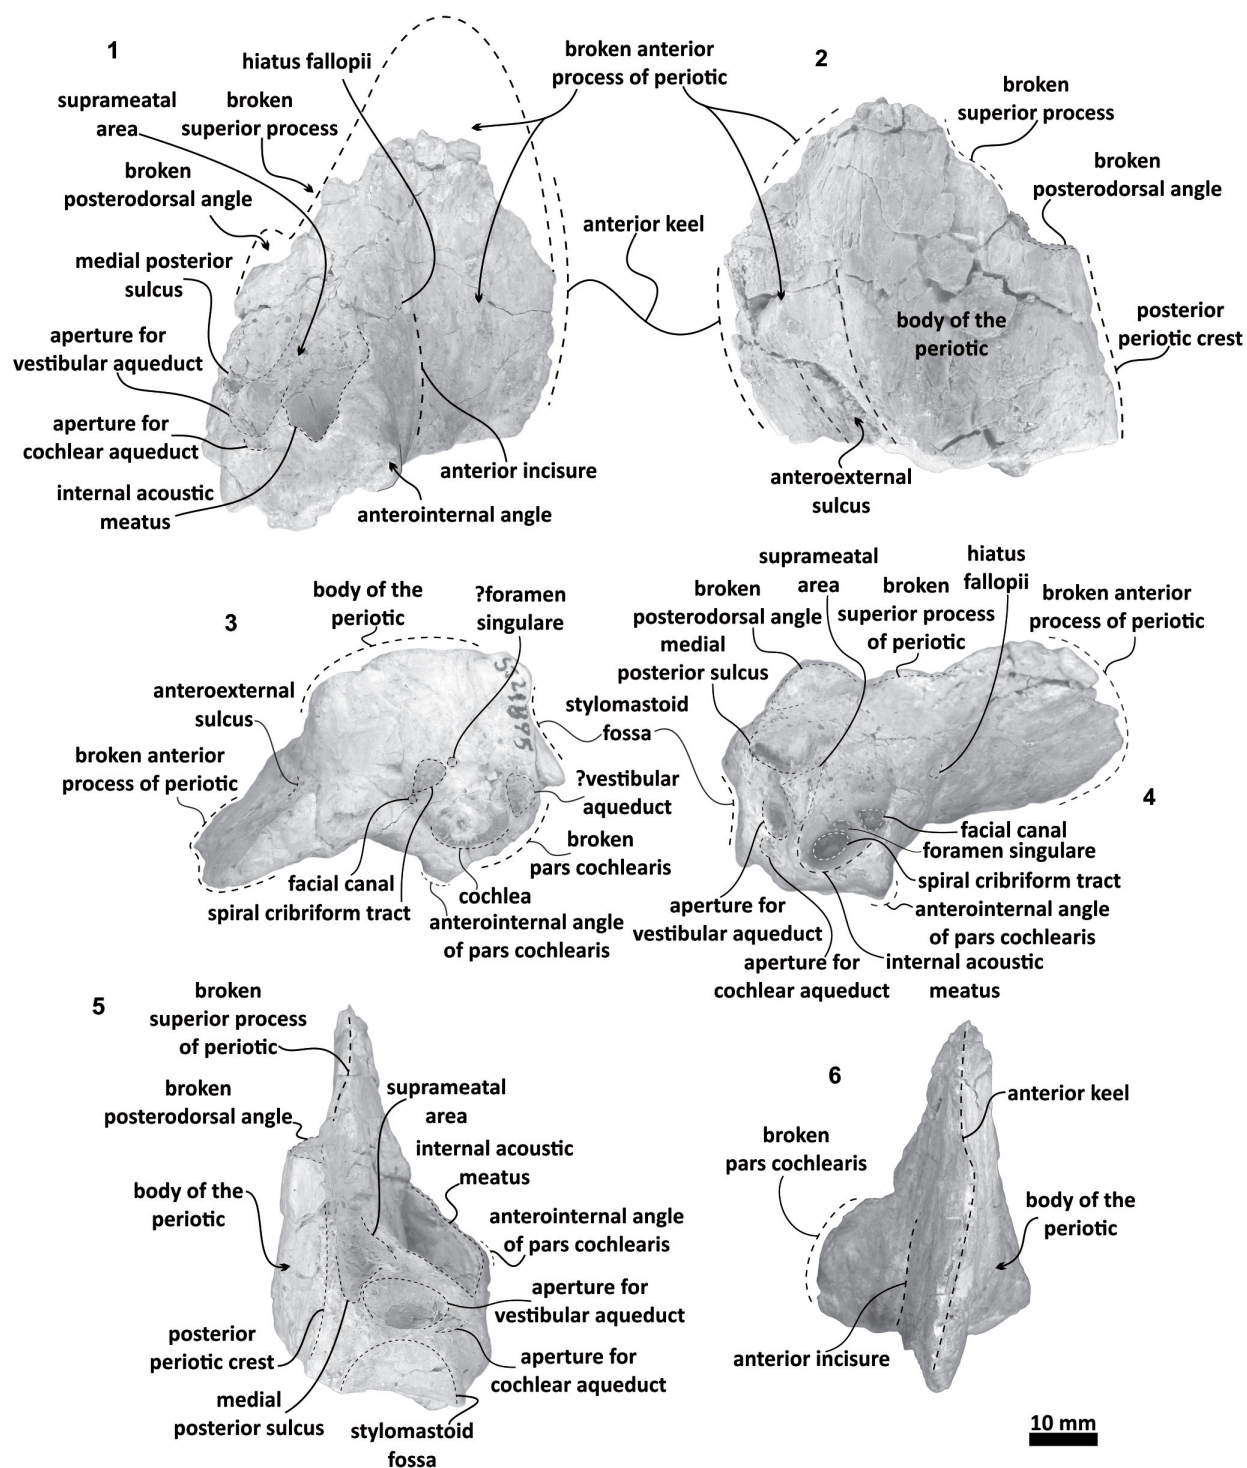 1
hiatus fallopii
broken anterior
process of periotic
2
suprameatal
area
broken
superior process
broken
posterodorsal angle
medial posterior
sulcus
aperture for
vestibular aqueduct
aperture for
cochlear aqueduct
internal acoustic
meatus
anterior keel
anterior incisure
anterointernal angle
broken
superior process
broken
posterodorsal angle
body of the
periotic
posterior
periotic crest
anteroexternal
sulcus
3
body of the
periotic
?foramen
singulare
anteroexternal
sulcus
broken anterior
process of periotic
stylomastoid
fossa
?vestibular
aqueduct
broken
pars cochlearis
facial canal
spiral cribriform tract
cochlea
anterointernal angle
of pars cochlearis
4
suprameatal
area
hiatus
fallopii
broken
posterodorsal angle
broken
superior process
of periotic
broken anterior
process of periotic
medial
posterior sulcus
facial canal
foramen singulare
spiral cribriform tract
anterointernal angle
of pars cochlearis
aperture for
vestibular aqueduct
aperture for
cochlear aqueduct
internal acoustic
meatus
5
broken
superior process
of periotic
broken
posterodorsal angle
suprameatal
area
internal acoustic
meatus
body of the
periotic
anterointernal angle
of pars cochlearis
aperture for
vestibular aqueduct
posterior
periotic crest
aperture for
cochlear aqueduct
medial
posterior sulcus
stylomastoid
fossa
6
anterior keel
broken
pars cochlearis
body of the
periotic
anterior incisure
10 mm